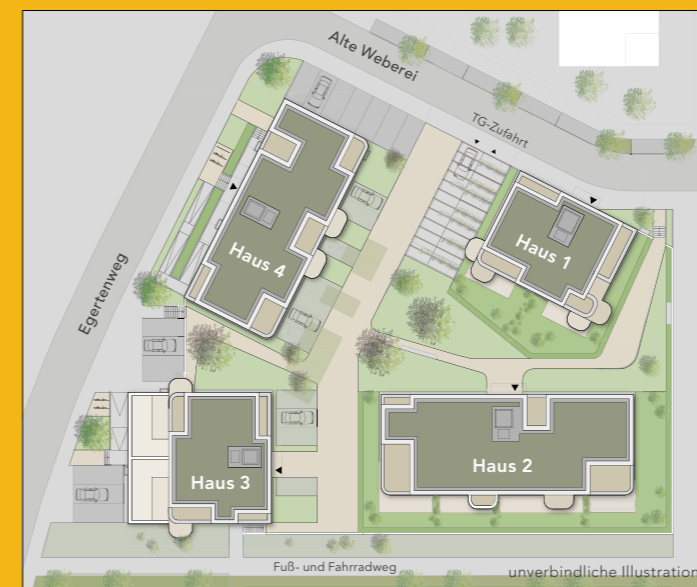 Alte Weberei
TG-Zufahrt
Haus 4
Haus 1
Egertenweg
Haus 3
Haus 2
Fuß- und Fahrradweg
unverbindliche Illustration